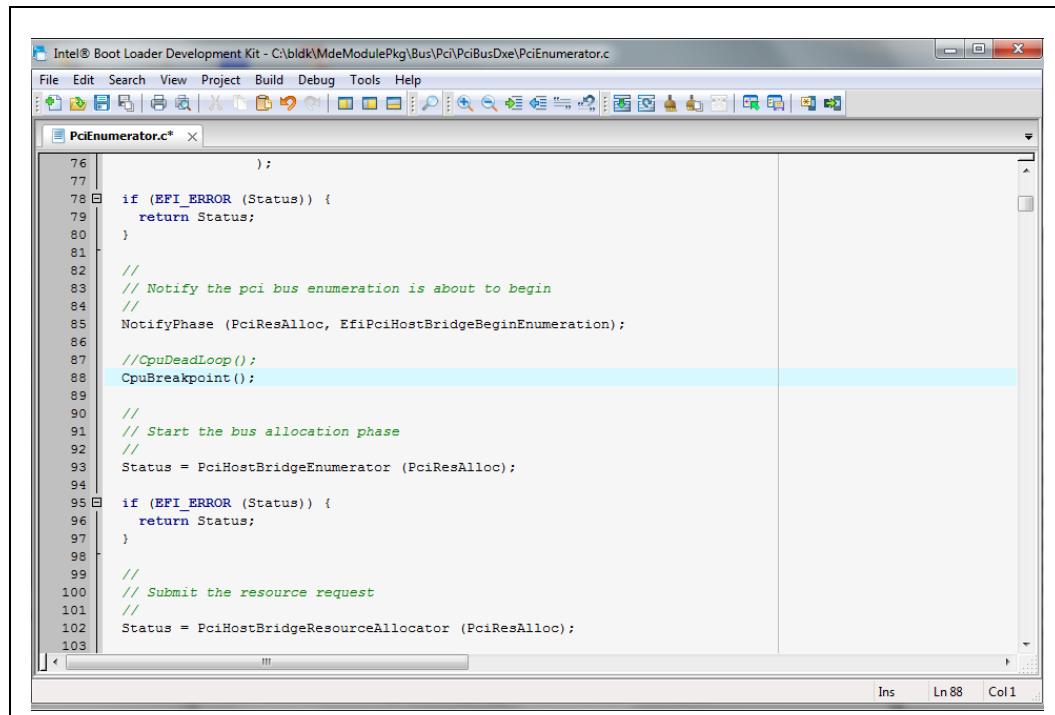 Intel® Boot Loader Development Kit - C:\bldk\MdeModulePkg\Bus\Pci\PciBusDxe\PciEnumerator.c
File Edit Search View Project Build Debug Tools Help
PciEnumerator.c*
76 );
77
78 if (EFI_ERROR (Status)) {
79 return Status;
80 }
81
82 //
83 // Notify the pci bus enumeration is about to begin
84 //
85 NotifyPhase (PciResAlloc, EfiPciHostBridgeBeginEnumeration);
86
87 //CpuDeadLoop();
88 CpuBreakpoint();
89
90 //
91 // Start the bus allocation phase
92 //
93 Status = PciHostBridgeEnumerator (PciResAlloc);
94
95 if (EFI_ERROR (Status)) {
96 return Status;
97 }
98
99 //
100 // Submit the resource request
101 //
102 Status = PciHostBridgeResourceAllocator (PciResAlloc);
103
Ins Ln 88 Col 1